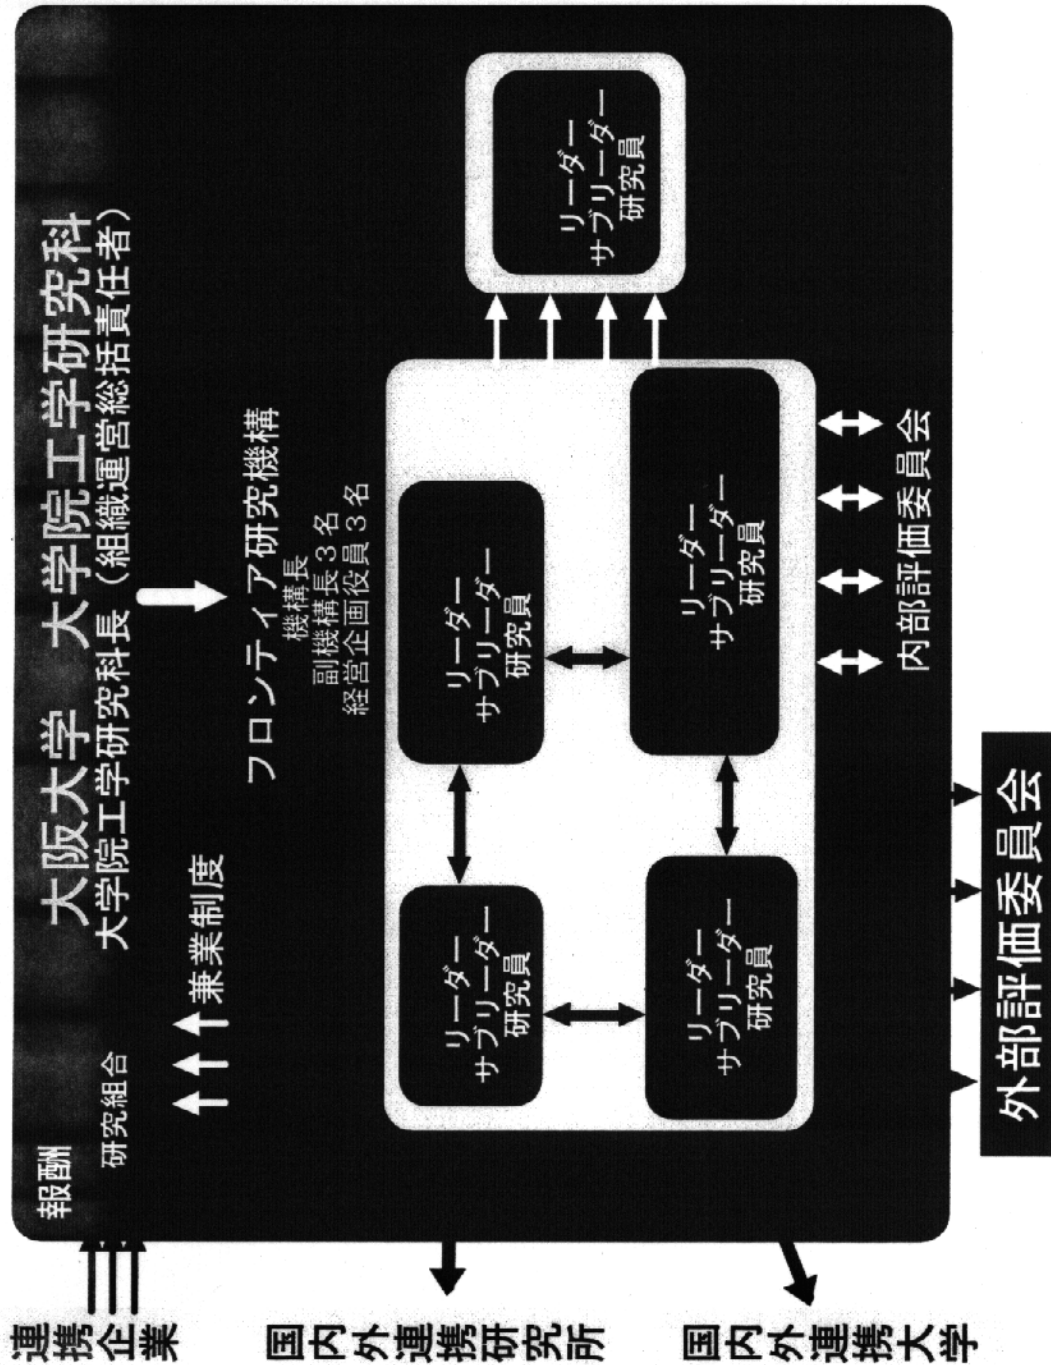 大阪大学 大学院工学研究科
大学院工学研究科長（組織運営総括責任者）
報酬
研究組合
兼業制度
連携企業
フロンティア研究機構
機構長
副機構長3名
経営企画役員3名
リーダー
サブリーダー
研究員
リーダー
サブリーダー
研究員
リーダー
サブリーダー
研究員
リーダー
サブリーダー
研究員
リーダー
サブリーダー
研究員
国内外連携研究所
国内外連携大学
内部評価委員会
外部評価委員会